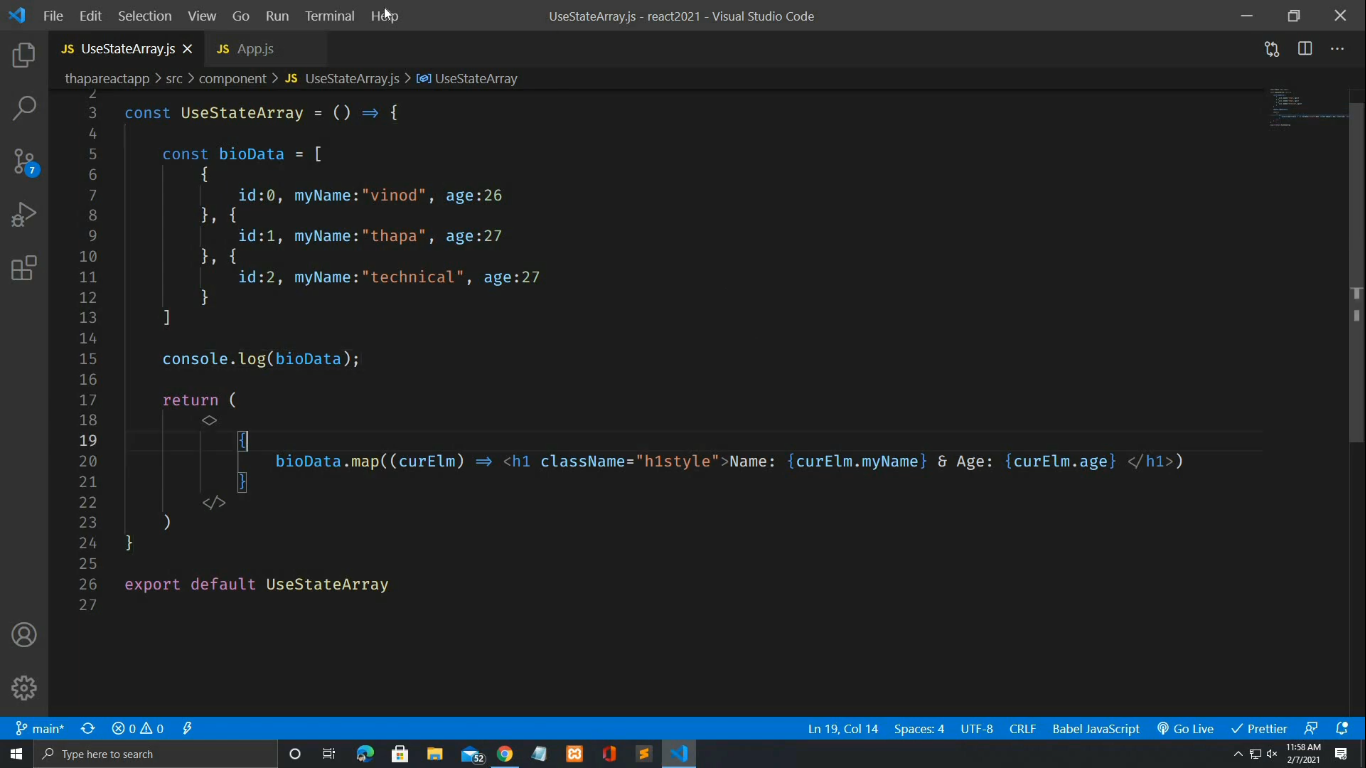 File Edit Selection View Go Run Terminal Help UseStateArray.js - react2021 - Visual Studio Code
JS UseStateArray.js JS App.js
thapareactapp > src > component > JS UseStateArray.js > UseStateArray
2
3 const UseStateArray = () => {
4
5 const bioData = [
6 {
7 id:0, myName:"vinod", age:26
8 }, {
9 id:1, myName:"thapa", age:27
10 }, {
11 id:2, myName:"technical", age:27
12 }
13 ]
14
15 console.log(bioData);
16
17 return (
18 <>
19 {
20 bioData.map((curElm) => <h1 className="h1style">Name: {curElm.myName} & Age: {curElm.age} </h1>)
21 }
22 </>
23 )
24 }
25
26 export default UseStateArray
27
7
main* 0 0 Ln 19, Col 14 Spaces: 4 UTF-8 CRLF Babel JavaScript Go Live Prettier
Type here to search 52 11:58 AM
2/7/2021